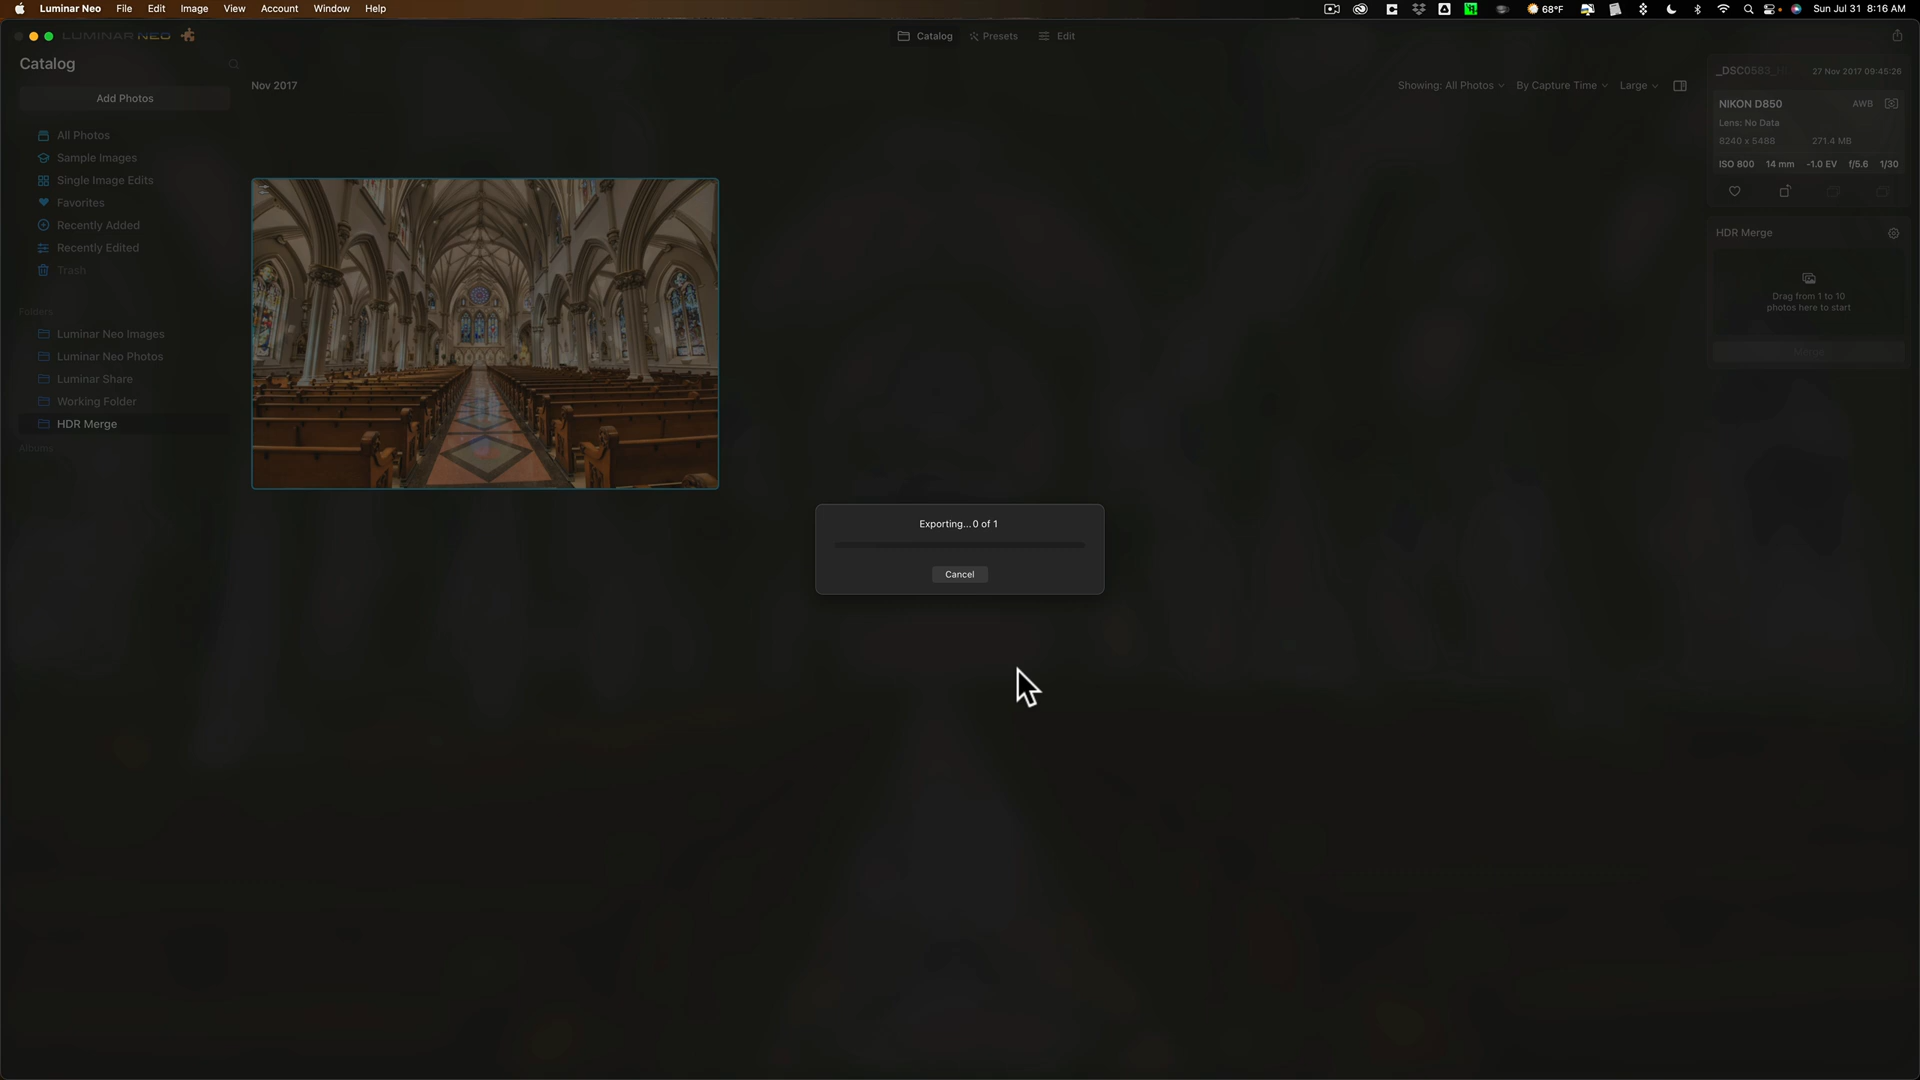 Luminar Neo File Edit Image View Account Window Help 68°F Sun Jul 31 8:16 AM
LUMINAR NEO
Catalog Presets Edit
Catalog
Add Photos
All Photos
Sample Images
Single Image Edits
Favorites
Recently Added
Recently Edited
Trash
Folders
Luminar Neo Images
Luminar Neo Photos
Luminar Share
Working Folder
HDR Merge
Albums
Nov 2017
Showing: All Photos By Capture Time Large
Exporting...0 of 1
Cancel
27 Nov 2017 09:45:26
NIKON D850 AWB
Lens: No Data
8240 x 5488 271.4 MB
ISO 800 14 mm -1.0 EV f/5.6 1/30
HDR Merge
Drag from 1 to 10
photos here to start
Merge